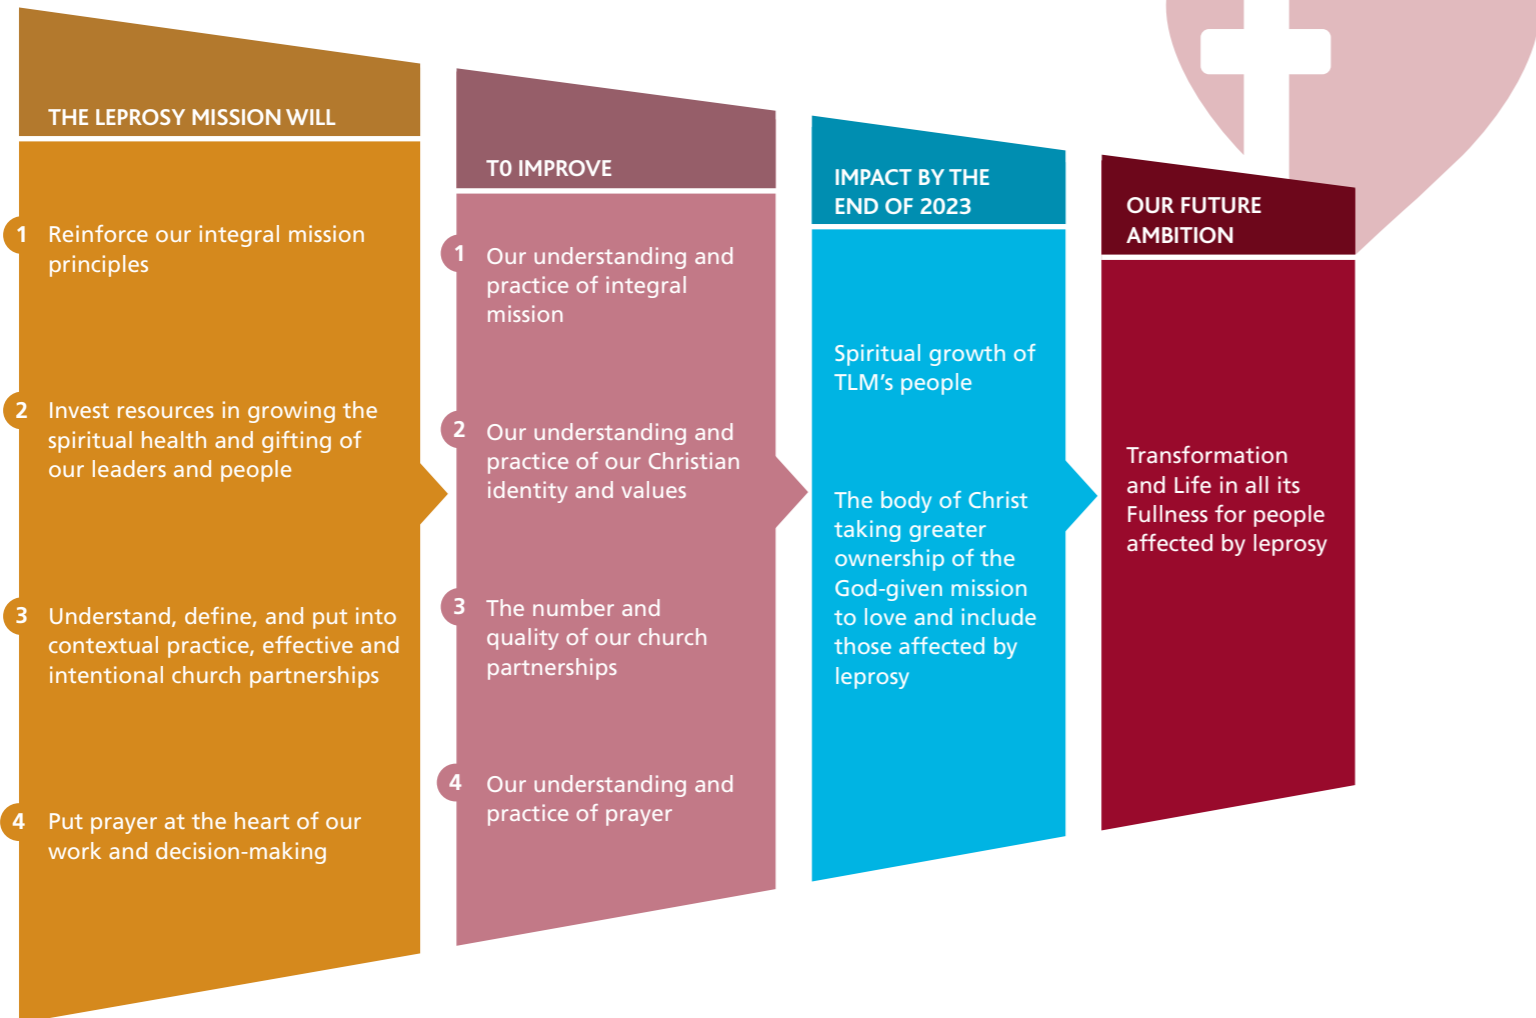 THE LEPROSY MISSION WILL
1 Reinforce our integral mission
principles
2 Invest resources in growing the
spiritual health and gifting of
our leaders and people
3 Understand, define, and put into
contextual practice, effective and
intentional church partnerships
4 Put prayer at the heart of our
work and decision-making
T0 IMPROVE
1 Our understanding and
practice of integral
mission
2 Our understanding and
practice of our Christian
identity and values
3 The number and
quality of our church
partnerships
4 Our understanding and
practice of prayer
IMPACT BY THE
END OF 2023
Spiritual growth of
TLM’s people
The body of Christ
taking greater
ownership of the
God-given mission
to love and include
those affected by
leprosy
OUR FUTURE
AMBITION
Transformation
and Life in all its
Fullness for people
affected by leprosy